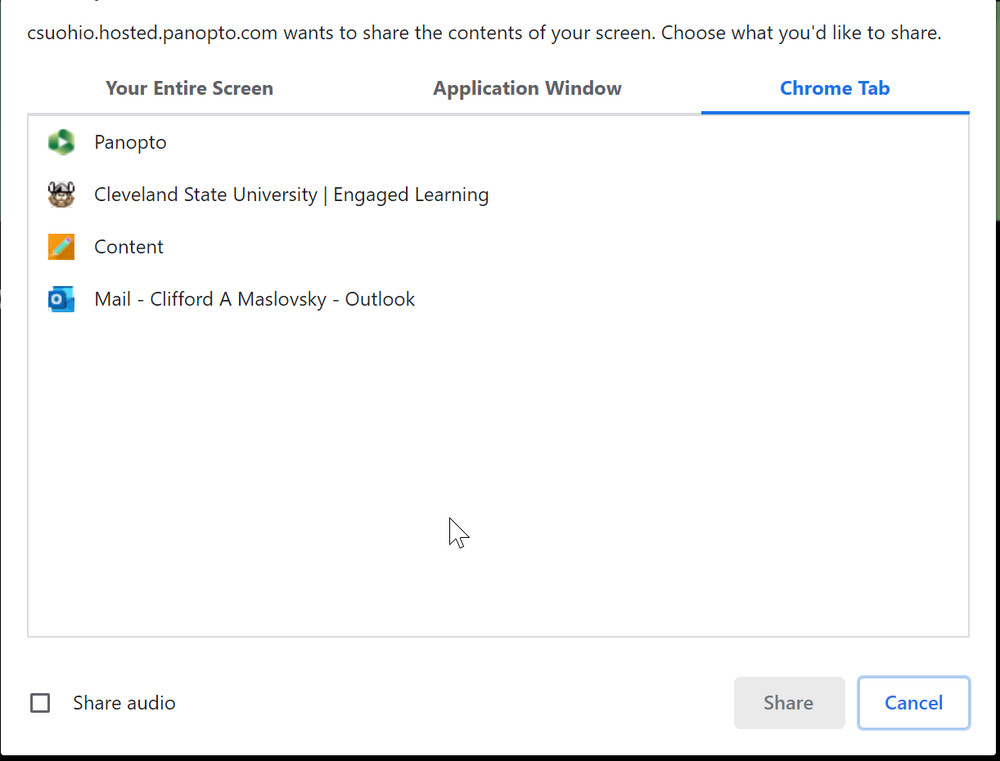 csuohio.hosted.panopto.com wants to share the contents of your screen. Choose what you'd like to share.
Your Entire Screen Application Window Chrome Tab
Panopto
Cleveland State University | Engaged Learning
Content
Mail - Clifford A Maslovsky - Outlook
Share audio Share Cancel